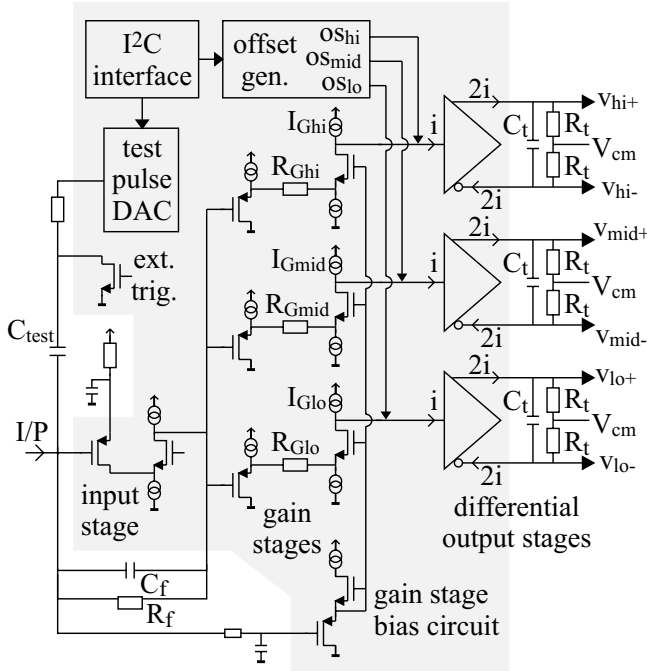 I²C
interface
offset
gen.
os_hi
os_mid
os_lo
test
pulse
DAC
ext.
trig.
C_test
I/P
input
stage
C_f
R_f
I_Ghi
R_Ghi
I_Gmid
R_Gmid
I_Glo
R_Glo
gain
stages
gain stage
bias circuit
i
2i
2i
C_t
R_t
R_t
v_hi+
V_cm
v_hi-
i
2i
2i
C_t
R_t
R_t
v_mid+
V_cm
v_mid-
i
2i
2i
C_t
R_t
R_t
v_lo+
V_cm
v_lo-
differential
output stages